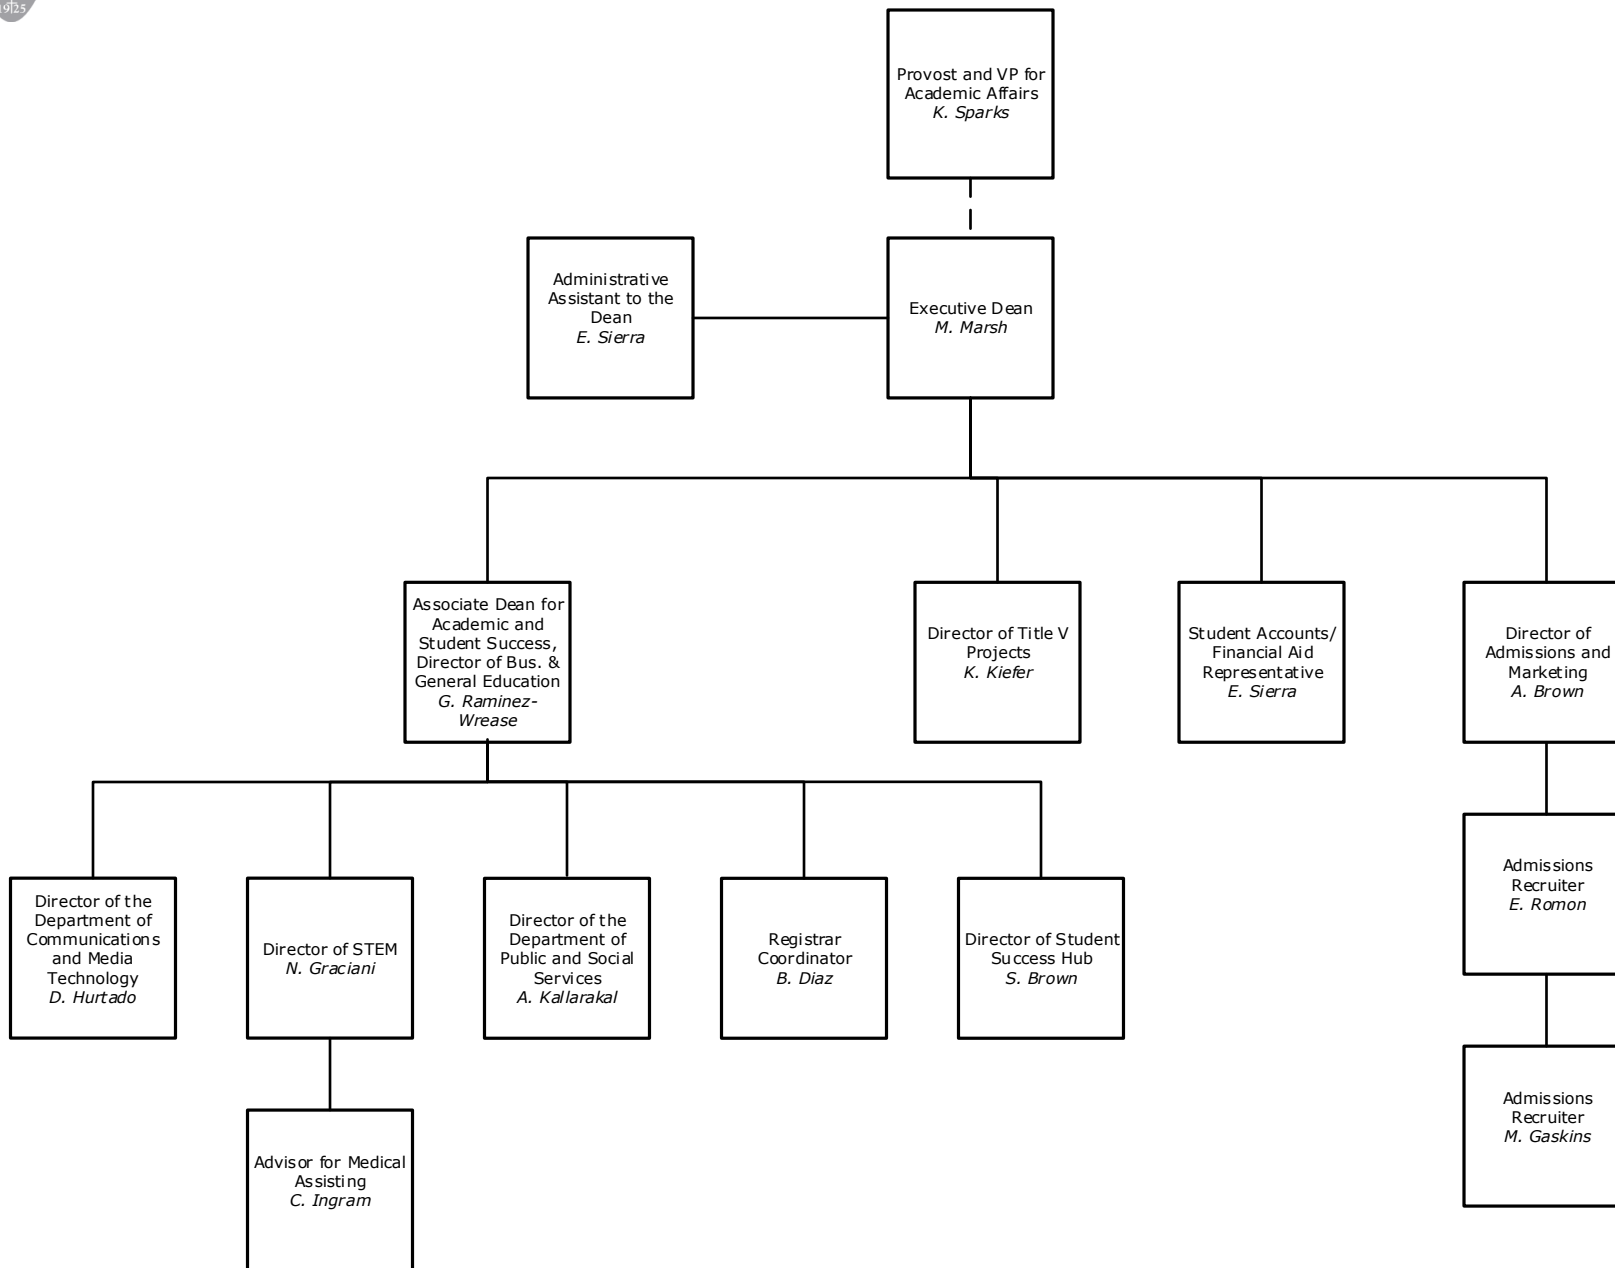 1925
Provost and VP for
Academic Affairs
K. Sparks
Administrative
Assistant to the
Dean
E. Sierra
Executive Dean
M. Marsh
Associate Dean for
Academic and
Student Success,
Director of Bus. &
General Education
G. Raminez-
Wrease
Director of Title V
Projects
K. Kiefer
Student Accounts/
Financial Aid
Representative
E. Sierra
Director of
Admissions and
Marketing
A. Brown
Admissions
Recruiter
E. Romon
Director of the
Department of
Communications
and Media
Technology
D. Hurtado
Director of STEM
N. Graciani
Director of the
Department of
Public and Social
Services
A. Kallarakal
Registrar
Coordinator
B. Diaz
Director of Student
Success Hub
S. Brown
Admissions
Recruiter
M. Gaskins
Advisor for Medical
Assisting
C. Ingram